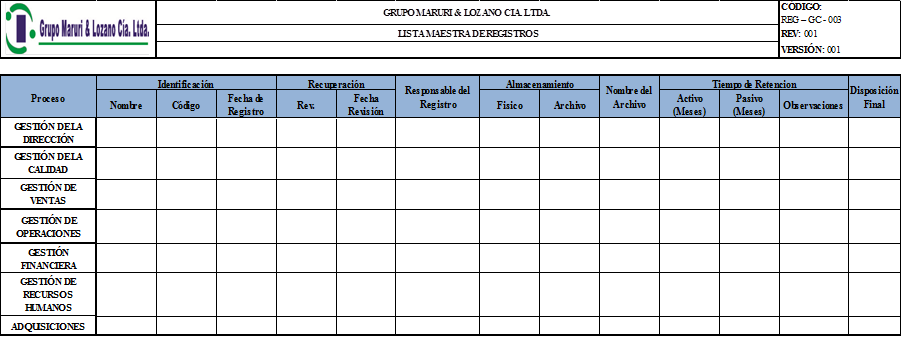 Grupo Maruri & Lozano Cía. Ltda.
GRUPO MARURI & LOZANO CIA. LTDA.
LISTA MAESTRA DE REGISTROS
CODIGO:
REG – GC - 003
REV: 001
VERSIÓN: 001
Proceso
Identificación
Recuperación
Responsable del
Registro
Almacenamiento
Nombre del
Archivo
Tiempo de Retencion
Disposición
Final
Nombre
Código
Fecha de
Registro
Rev.
Fecha
Revisión
Físico
Archivo
Activo
(Meses)
Pasivo
(Meses)
Observaciones
GESTIÓN DE LA
DIRECCIÓN
GESTIÓN DE LA
CALIDAD
GESTIÓN DE
VENTAS
GESTIÓN DE
OPERACIONES
GESTIÓN
FINANCIERA
GESTIÓN DE
RECURSOS
HUMANOS
ADQUISICIONES